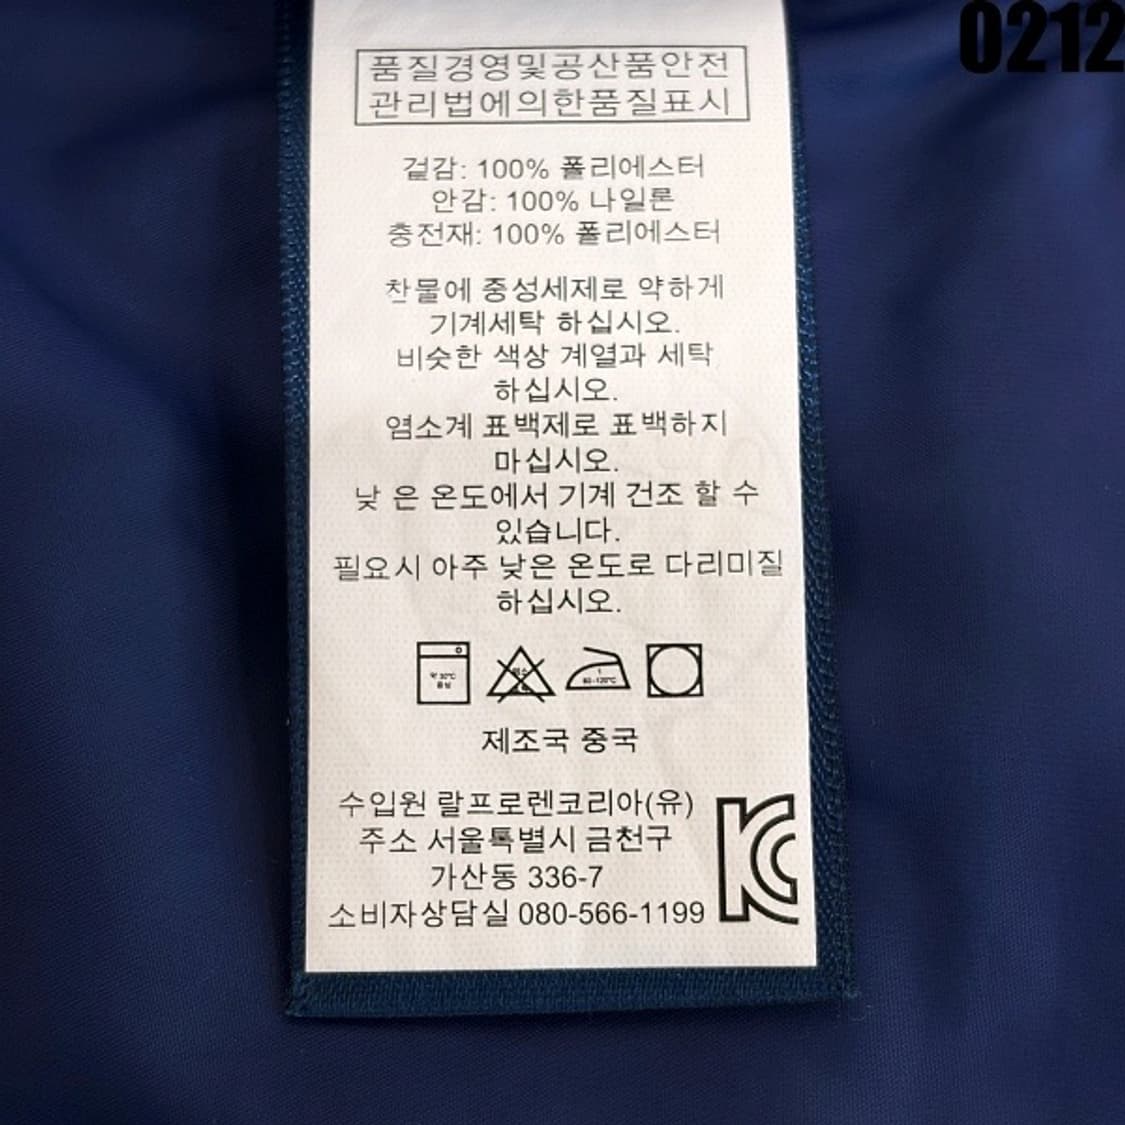 0212
품질경영및공산품안전
관리법에의한품질표시
겉감: 100% 폴리에스터
안감: 100% 나일론
충전재: 100% 폴리에스터
찬물에 중성세제로 약하게
기계세탁 하십시오.
비슷한 색상 계열과 세탁
하십시오.
염소계 표백제로 표백하지
마십시오.
낮 은 온도에서 기계 건조 할 수
있습니다.
필요시 아주 낮은 온도로 다리미질
하십시오.
약 30℃
중성
80-120℃
제조국 중국
수입원 랄프로렌코리아(유)
주소 서울특별시 금천구
가산동 336-7
소비자상담실 080-566-1199